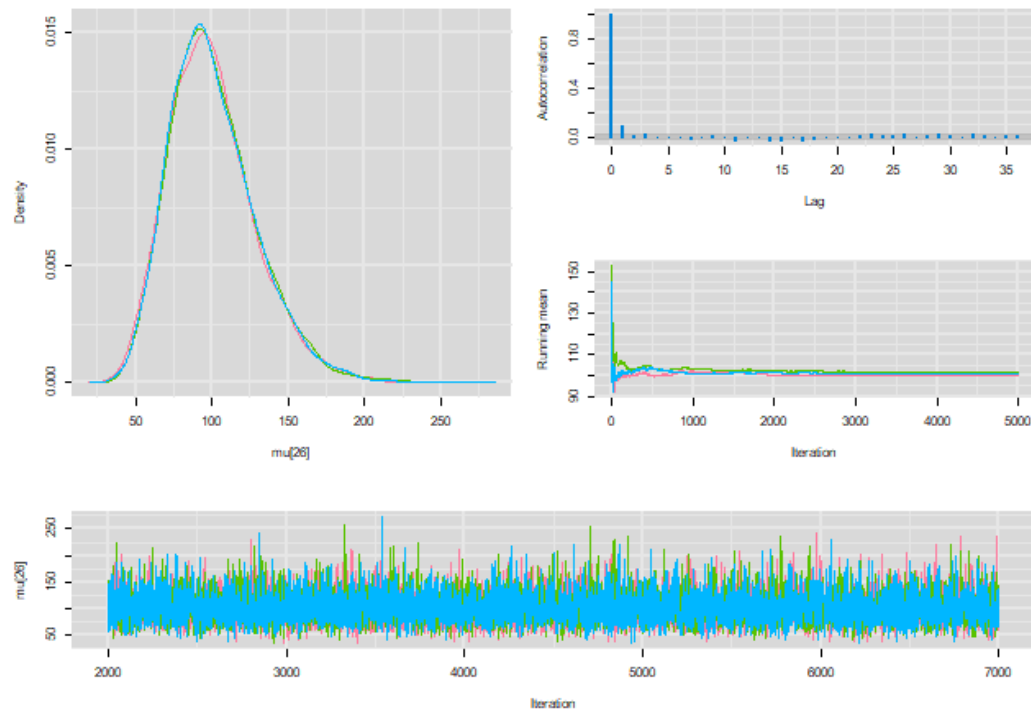 Density
0.000 0.005 0.010 0.015
50 100 150 200 250
mu[26]
Autocorrelation
0.0 0.4 0.8
0 5 10 15 20 25 30 35
Lag
Running mean
90 110 130 150
0 1000 2000 3000 4000 5000
Iteration
mu[26]
50 150 250
2000 3000 4000 5000 6000 7000
Iteration